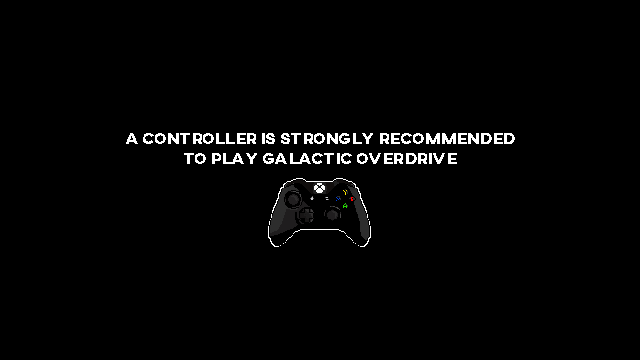 A CONTROLLER IS STRONGLY RECOMMENDED
TO PLAY GALACTIC OVERDRIVE
Y
A